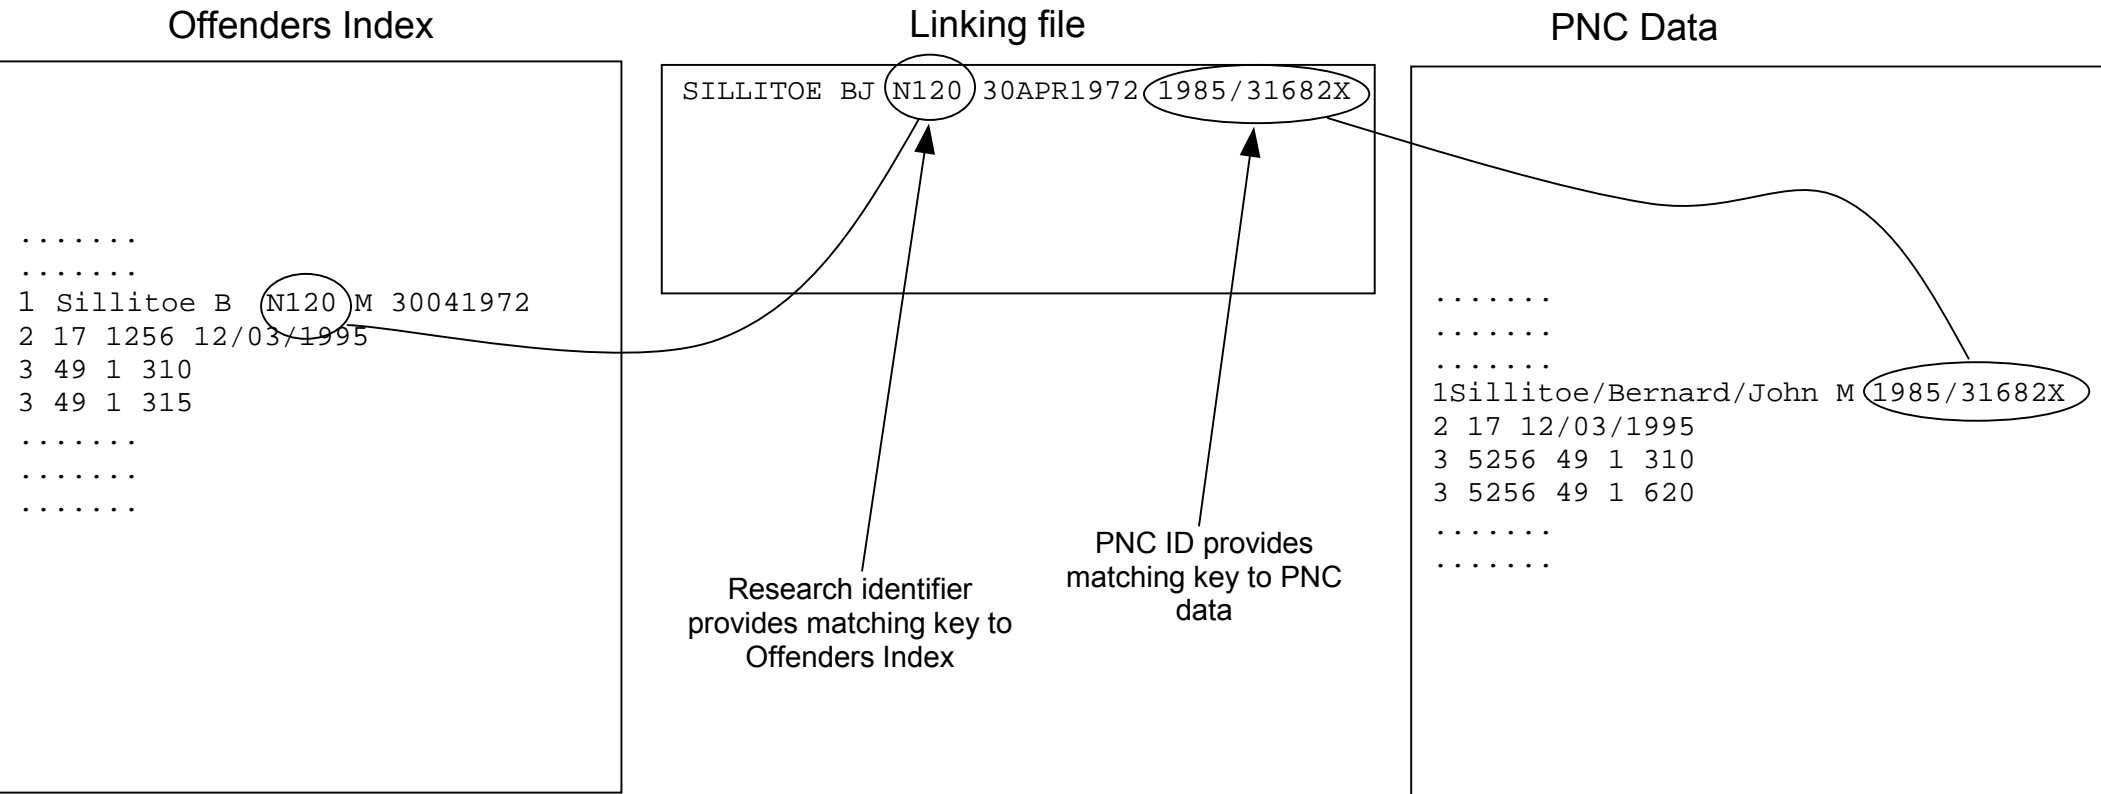 Offenders Index
.......
.......
1 Sillitoe B N120 M 30041972
2 17 1256 12/03/1995
3 49 1 310
3 49 1 315
.......
.......
.......
Linking file
SILLITOE BJ N120 30APR1972 1985/31682X
Research identifier
provides matching key to
Offenders Index
PNC ID provides
matching key to PNC
data
PNC Data
.......
.......
.......
1Sillitoe/Bernard/John M 1985/31682X
2 17 12/03/1995
3 5256 49 1 310
3 5256 49 1 620
.......
.......